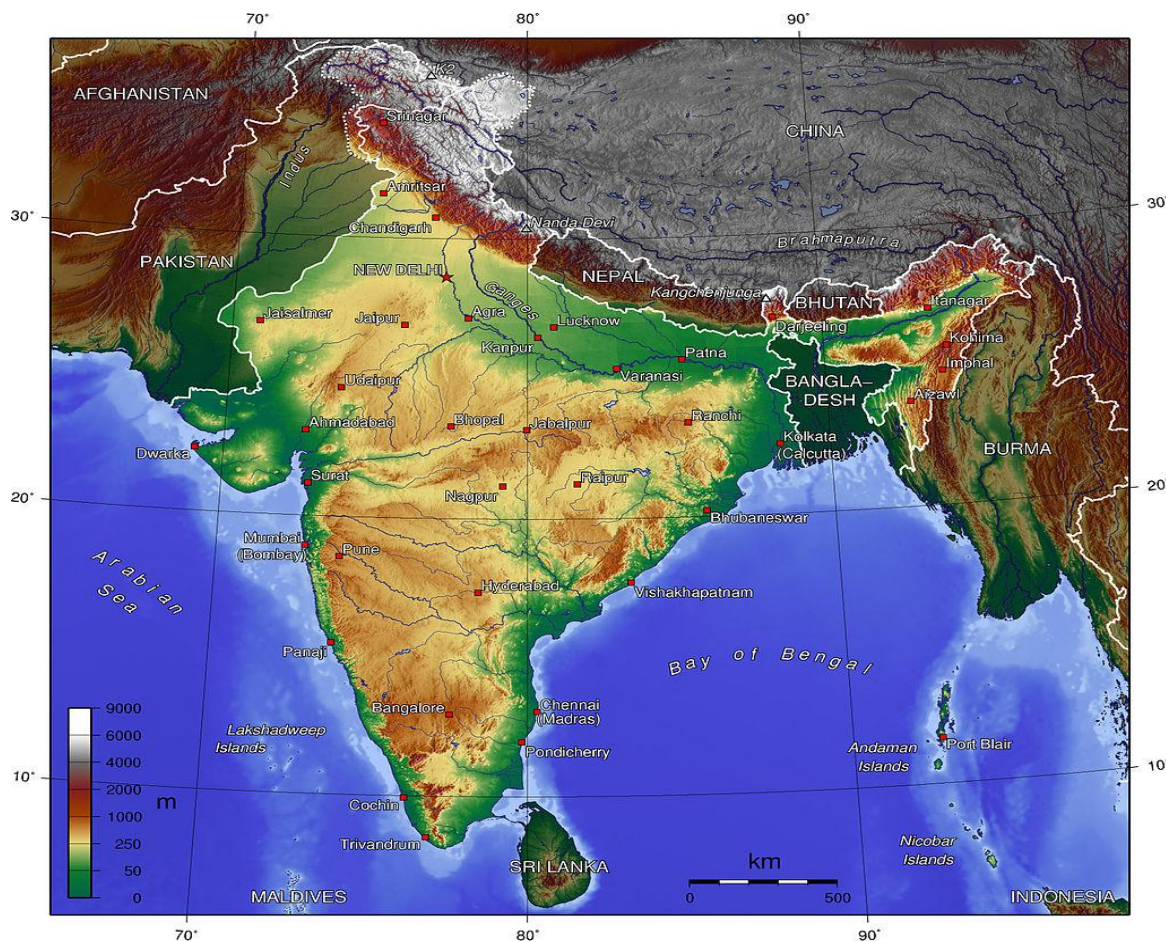 70° 80° 90°
AFGHANISTAN
K2
Srinagar
CHINA
Indus
Amritsar
30° 30°
Chandigarh
Nanda Devi
Brahmaputra
PAKISTAN
NEW DELHI
NEPAL
Ganges
Kangchenjunga
BHUTAN
Itanagar
Jaisalmer
Jaipur
Agra
Lucknow
Darjeeling
Kohima
Kanpur
Patna
Imphal
Varanasi
Udaipur
BANGLA–
DESH
Aizawl
Ahmadabad
Bhopal
Jabalpur
Ranchi
Kolkata
(Calcutta)
BURMA
Dwarka
Surat
Raipur
20° 20°
Nagpur
Bhubaneswar
Mumbai
(Bombay)
Pune
Arabian
Sea
Hyderabad
Vishakhapatnam
Panaji
Bay of Bengal
9000
6000
4000
2000
1000
250
50
0
m
Bangalore
Chennai
(Madras)
Lakshadweep
Islands
Pondicherry
Andaman
Islands
Port Blair
10° 10°
Cochin
Trivandrum
Nicobar
Islands
SRI LANKA
km
0 500
MALDIVES
INDONESIA
70° 80° 90°